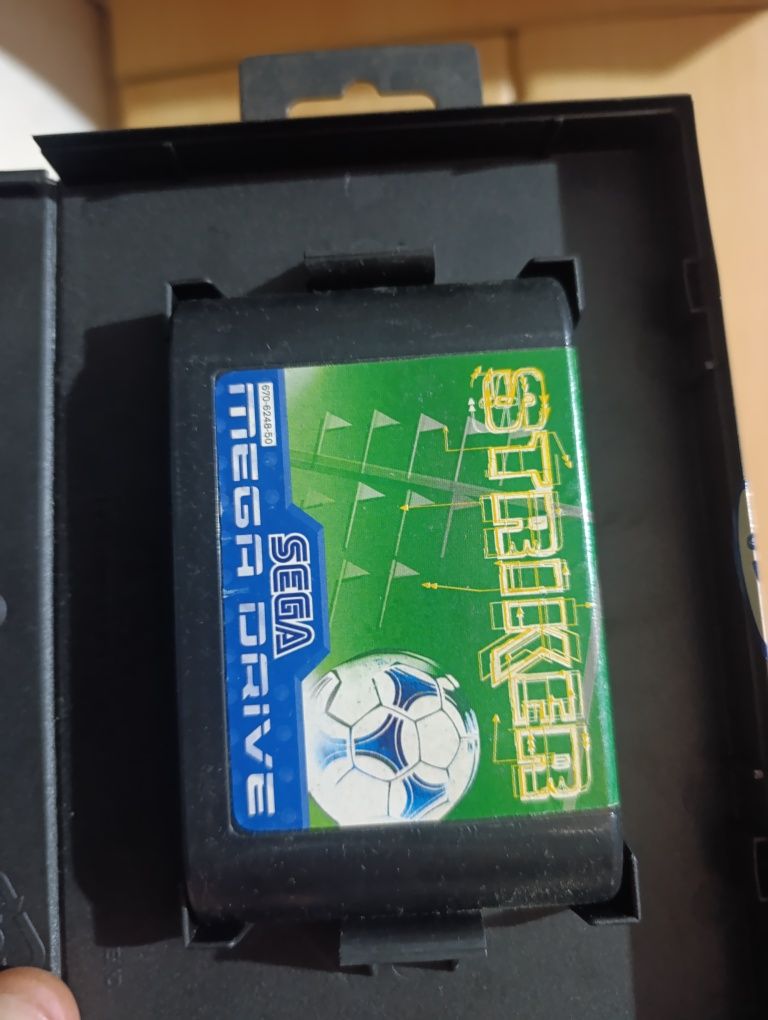 STRIKER
SEGA
MEGA DRIVE
670-6248-50